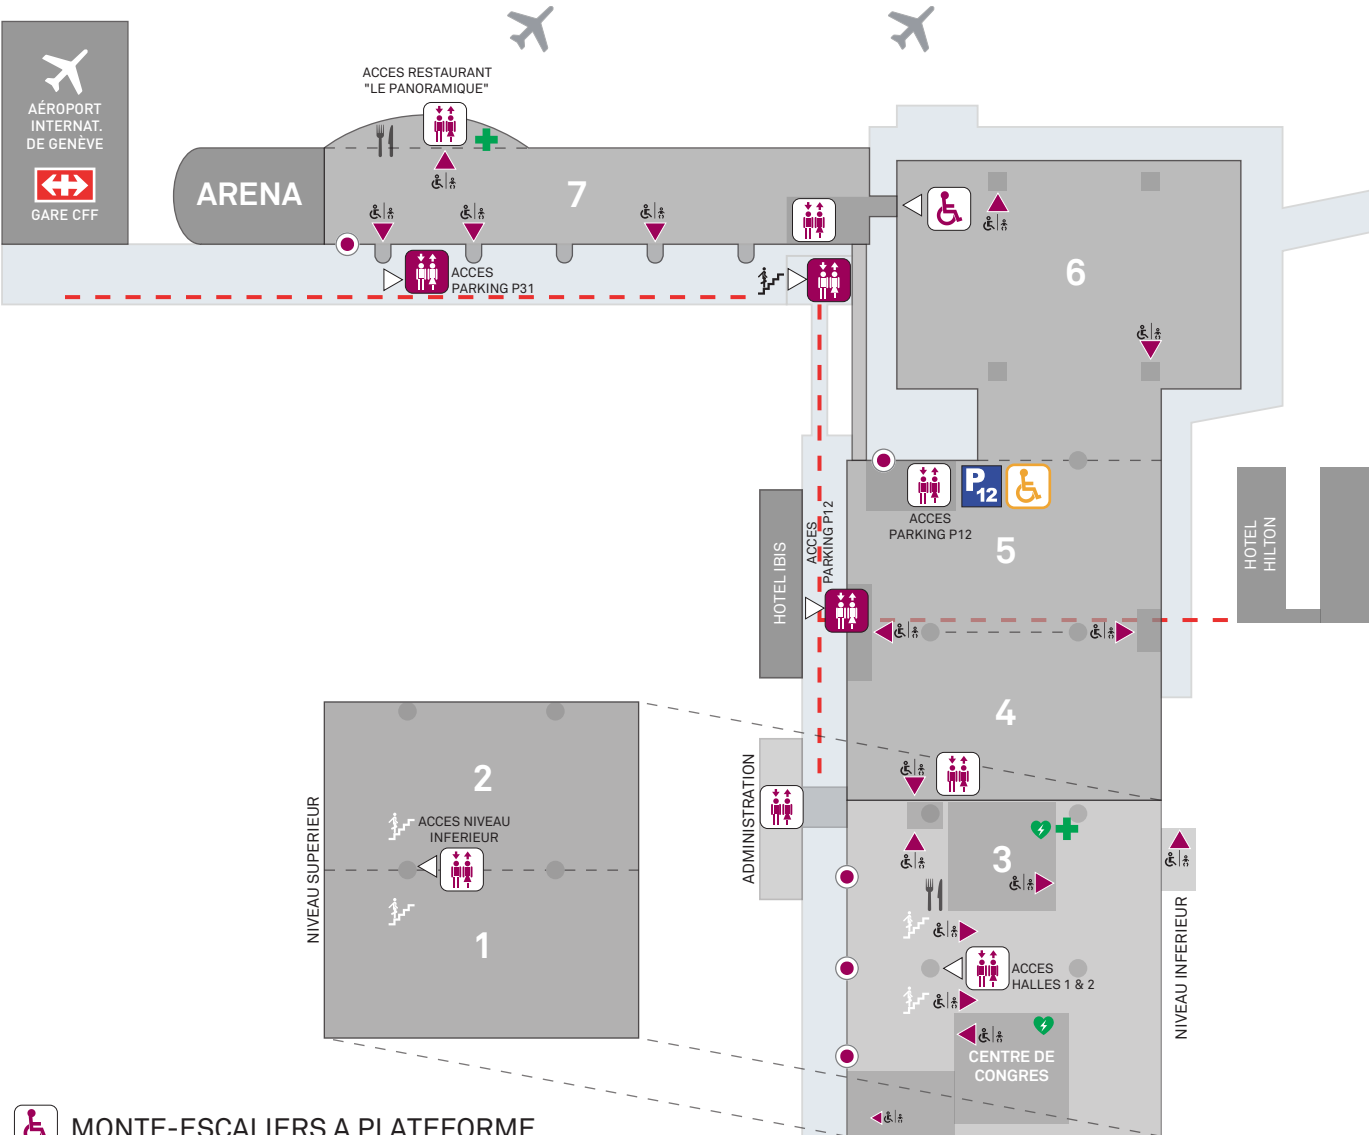 AÉROPORT
INTERNAT.
DE GENÈVE
GARE CFF
ACCES RESTAURANT
"LE PANORAMIQUE"
ARENA
7
ACCES
PARKING P31
6
P
12
ACCES
PARKING P12
5
ACCES
PARKING P12
HOTEL IBIS
HOTEL
HILTON
4
NIVEAU SUPERIEUR
2
ACCES NIVEAU
INFERIEUR
1
ADMINISTRATION
3
ACCES
HALLES 1 & 2
NIVEAU INFERIEUR
CENTRE DE
CONGRES
MONTE-ESCALIERS A PLATEFORME